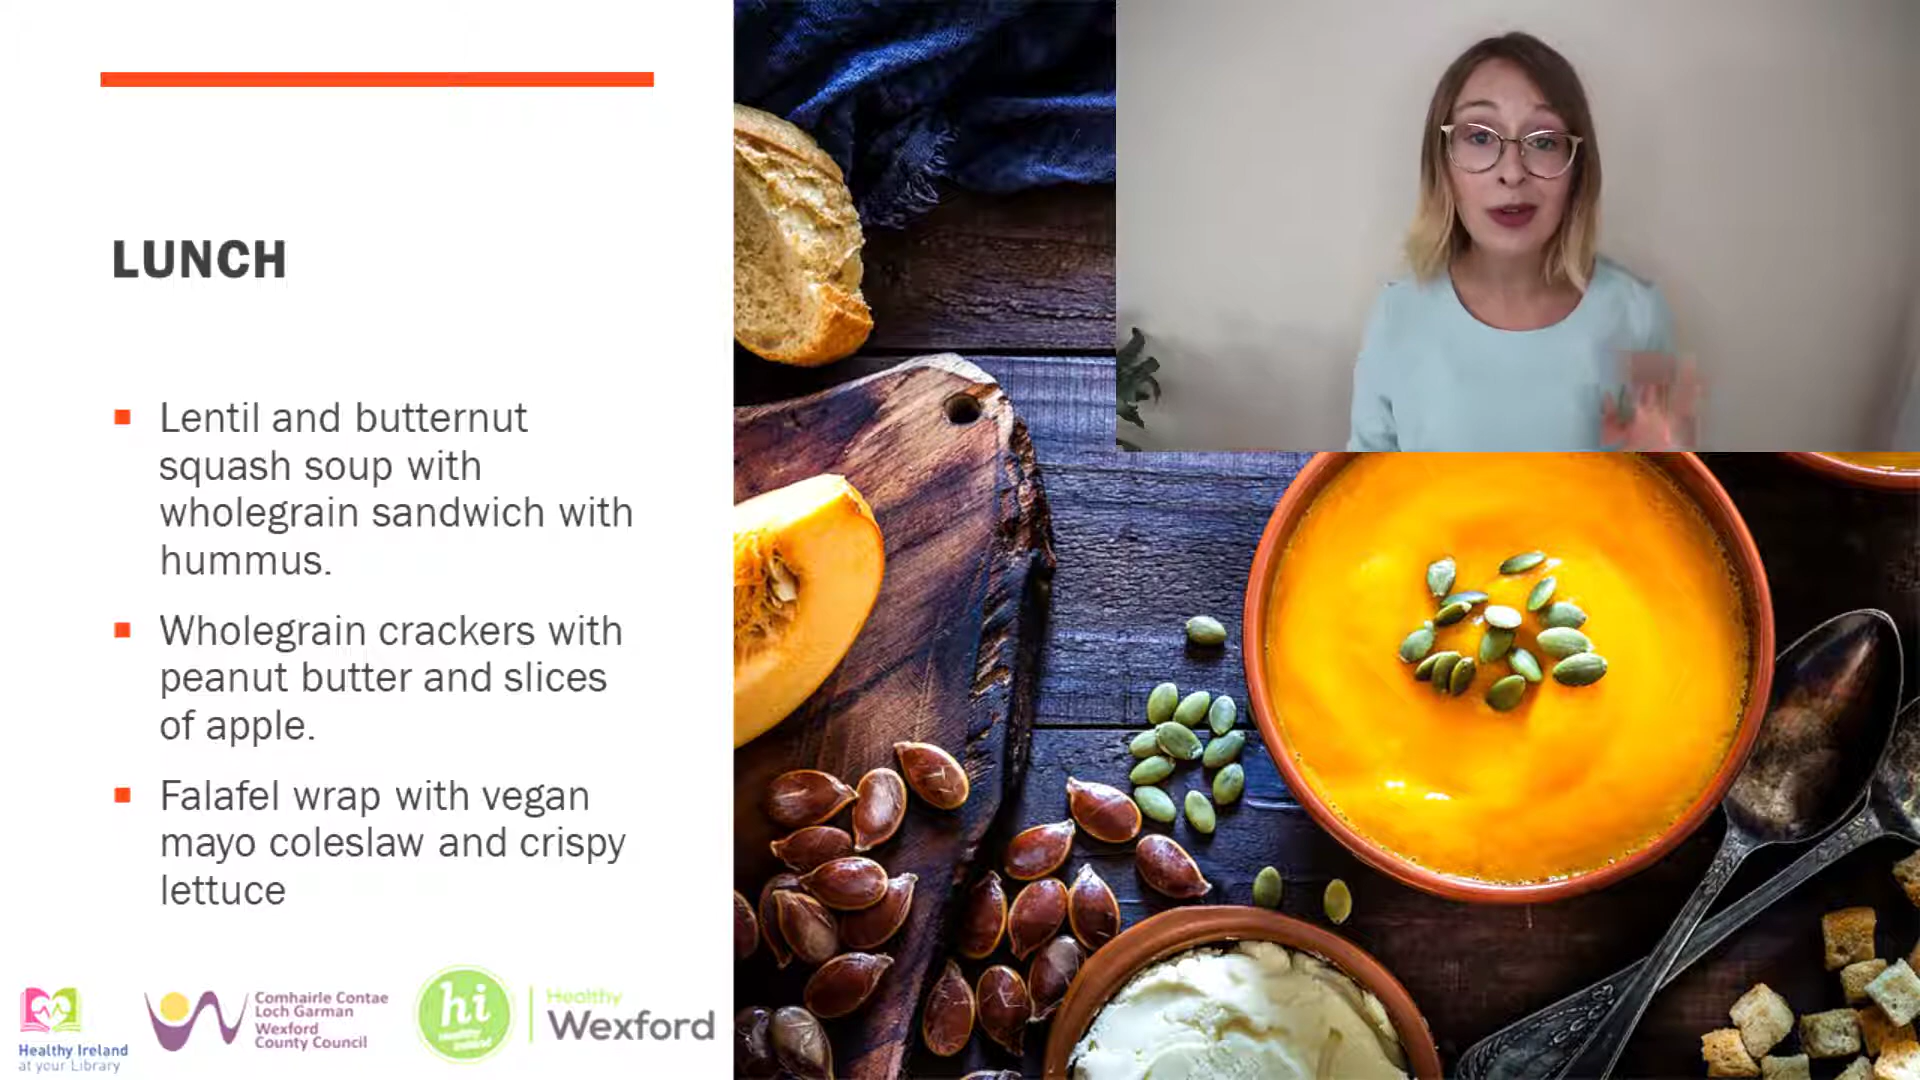 LUNCH
Lentil and butternut
squash soup with
wholegrain sandwich with
hummus.
Wholegrain crackers with
peanut butter and slices
of apple.
Falafel wrap with vegan
mayo coleslaw and crispy
lettuce
Healthy Ireland
at your Library
Comhairle Contae
Loch Garman
Wexford
County Council
hi
Healthy
Wexford